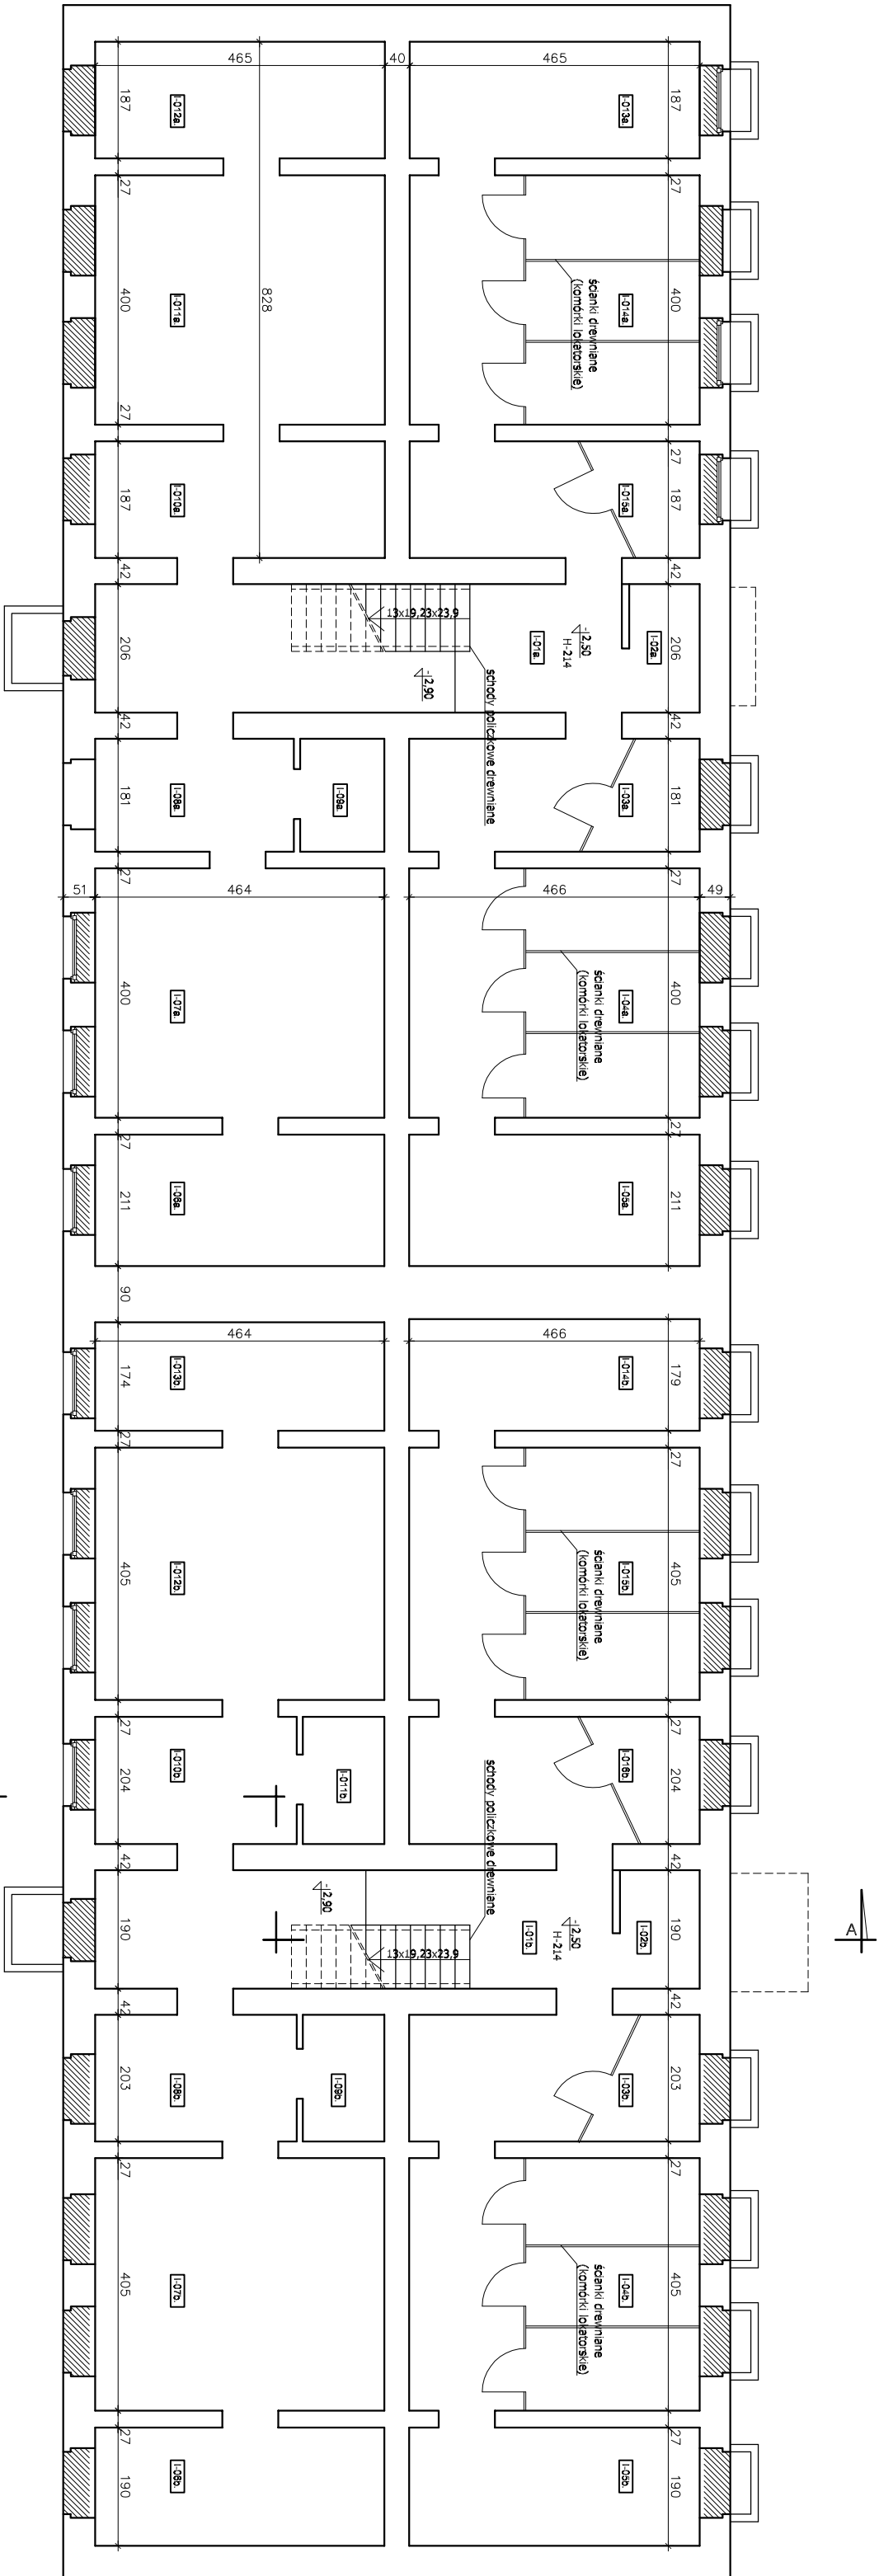 465
40
465
187
I-012a.
I-013a.
187
27
27
400
I-011a.
828
ścianki drewniane
(komórki lokatorskie)
I-014a.
400
27
27
187
I-010a.
I-015a.
187
42
42
206
13x19,23x23,9
I-01a.
-2,50
H-214
I-02a.
206
-2,90
schody policzkowe drewniane
42
42
181
I-08a.
I-09a.
I-03a.
181
27
27
51
464
466
49
400
I-07a.
ścianki drewniane
(komórki lokatorskie)
I-04a.
400
27
27
211
I-06a.
I-05a.
211
90
464
466
174
I-013b.
I-014b.
179
27
27
405
I-012b.
ścianki drewniane
(komórki lokatorskie)
I-015b.
405
27
27
204
I-010b.
I-011b.
schody policzkowe drewniane
I-016b.
204
42
42
-2,90
190
13x19,23x23,9
I-01b.
-2,50
H-214
I-02b.
190
A
42
42
203
I-08b.
I-09b.
I-03b.
203
27
27
405
I-07b.
ścianki drewniane
(komórki lokatorskie)
I-04b.
405
27
27
190
I-06b.
I-05b.
190